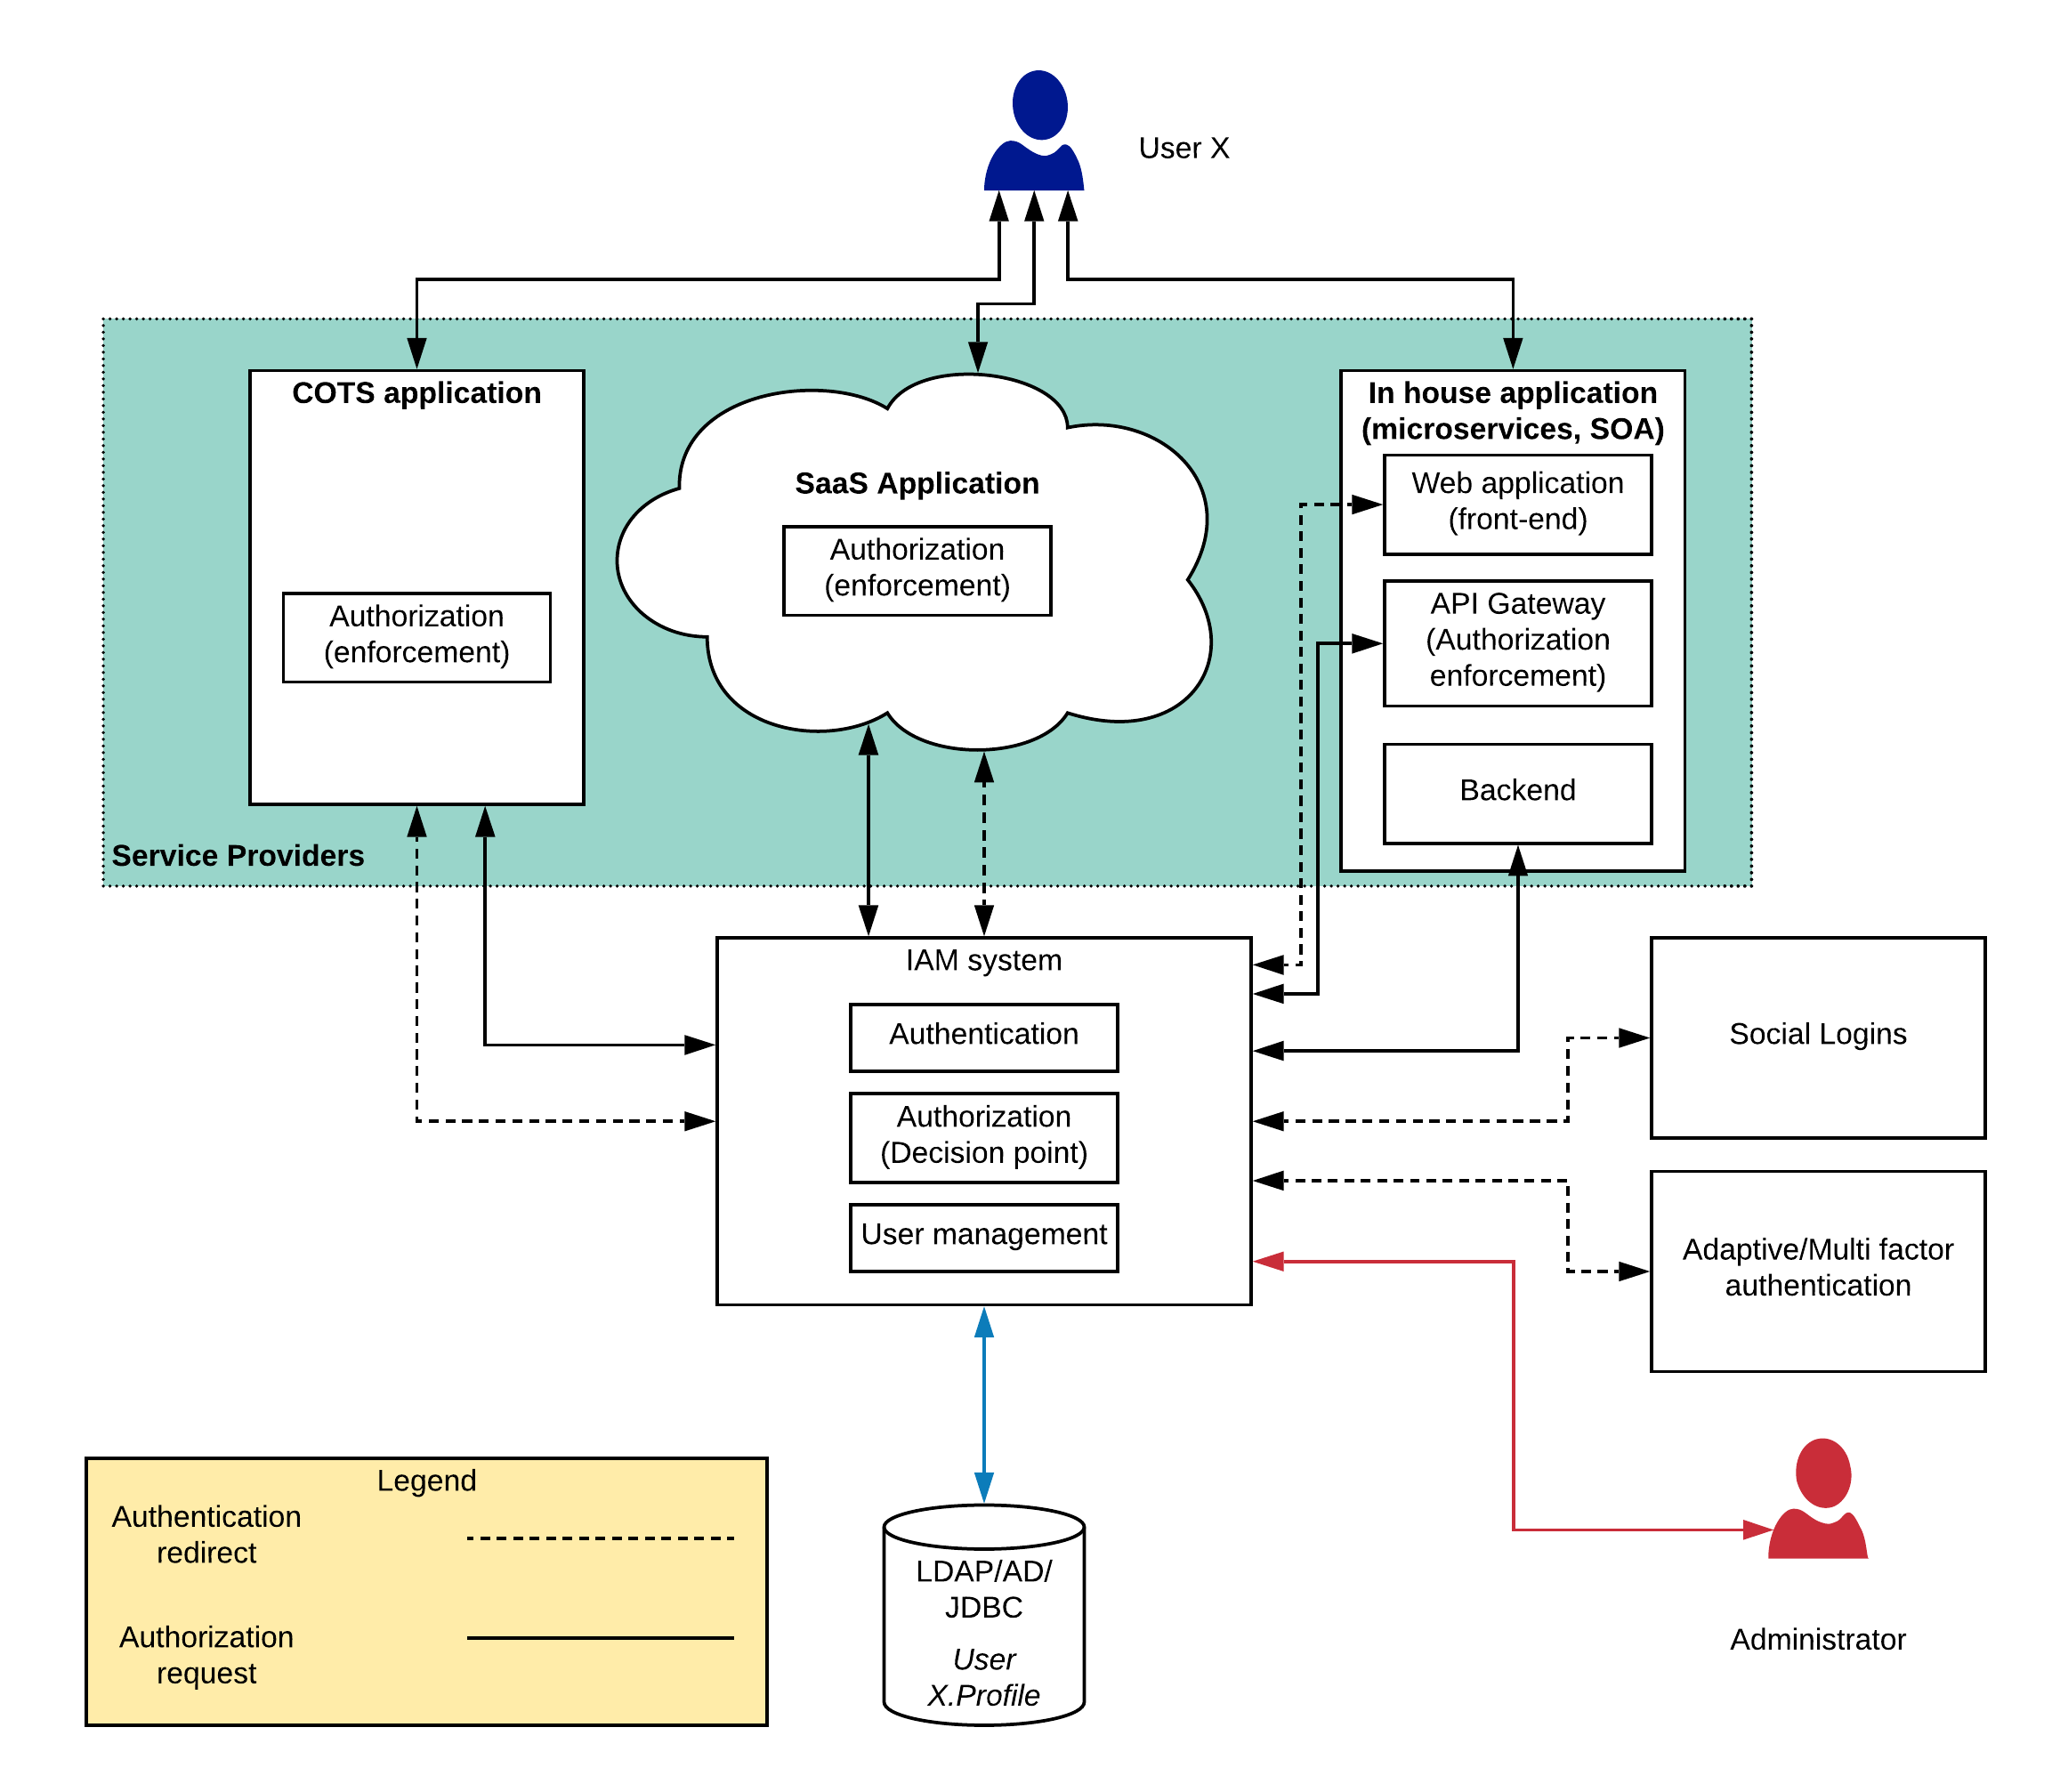 User X
COTS application
Authorization
(enforcement)
SaaS Application
Authorization
(enforcement)
In house application
(microservices, SOA)
Web application
(front-end)
API Gateway
(Authorization
enforcement)
Backend
Service Providers
IAM system
Authentication
Authorization
(Decision point)
User management
Social Logins
Adaptive/Multi factor
authentication
Legend
Authentication
redirect
Authorization
request
LDAP/AD/
JDBC
User
X.Profile
Administrator